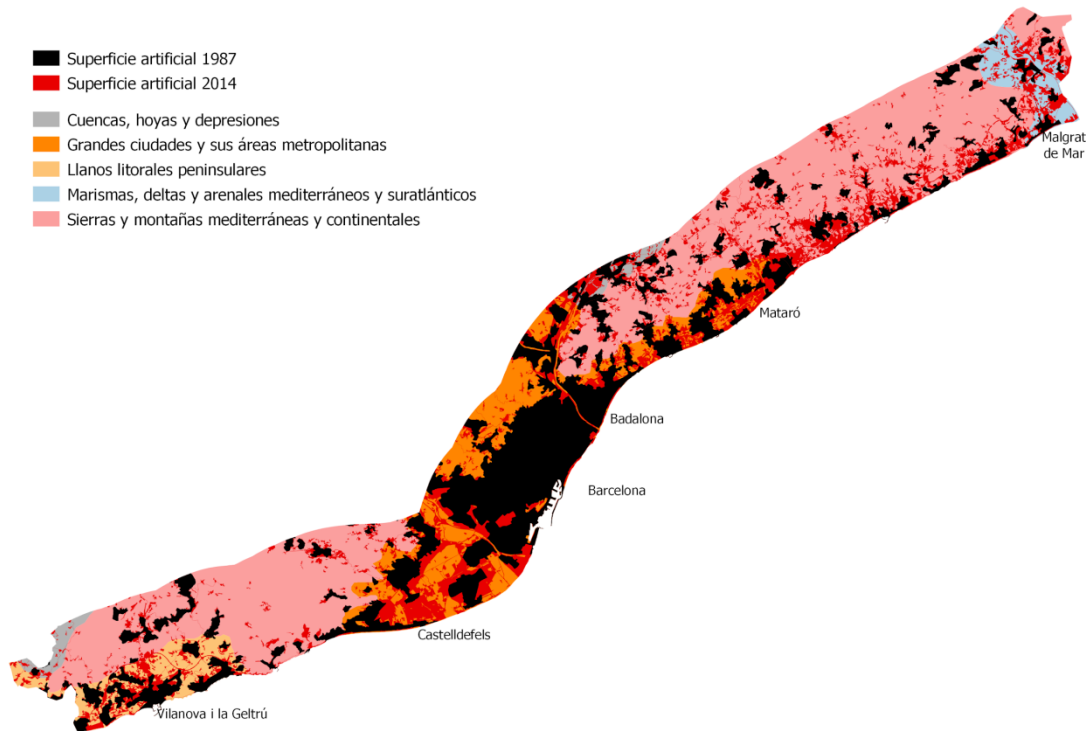 Superficie artificial 1987
Superficie artificial 2014
Cuencas, hoyas y depresiones
Grandes ciudades y sus áreas metropolitanas
Llanos litorales peninsulares
Marismas, deltas y arenales mediterráneos y suratlánticos
Sierras y montañas mediterráneas y continentales
Malgrat
de Mar
Mataró
Badalona
Barcelona
Castelldefels
Vilanova i la Geltrú